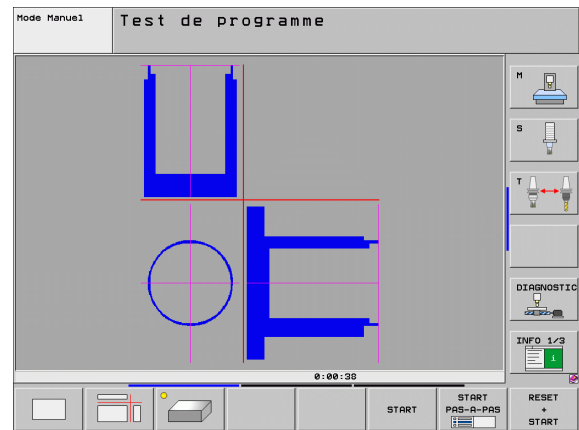 Mode Manuel
Test de programme
M
S
T
DIAGNOSTIC
INFO 1/3
i
0:00:38
START
START
PAS-A-PAS
RESET
+
START